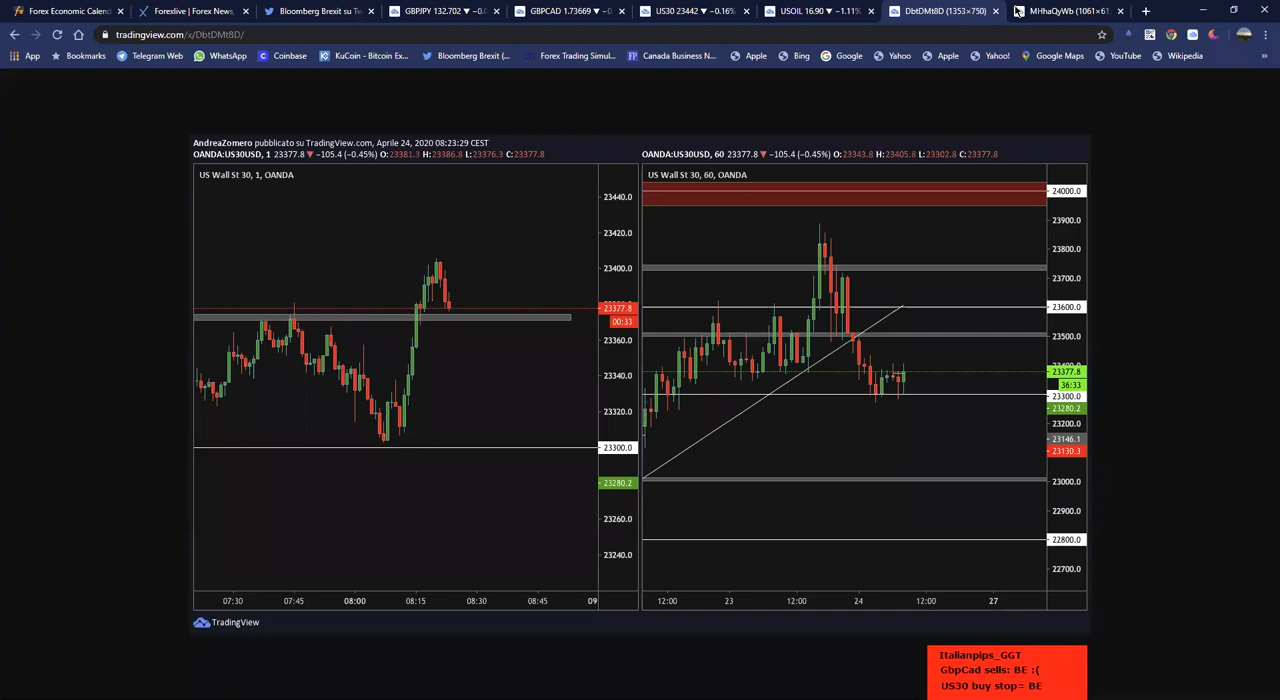 Forex Economic Calend
Forexlive | Forex News,
Bloomberg Brexit su Tw
GBPJPY 132.702 ▼ −0.
GBPCAD 1.73669 ▼ −0.
US30 23442 ▼ −0.16%
USOIL 16.90 ▼ −1.11%
DbtDMt8D (1353×750)
MHhaQyWb (1061×61
tradingview.com/x/DbtDMt8D/
App
Bookmarks
Telegram Web
WhatsApp
Coinbase
KuCoin - Bitcoin Ex...
Bloomberg Brexit (...
Forex Trading Simul...
Canada Business N...
Apple
Bing
Google
Yahoo
Apple
Yahoo!
Google Maps
YouTube
Wikipedia
»
AndreaZomero pubblicato su TradingView.com, Aprile 24, 2020 08:23:29 CEST
OANDA:US30USD, 1 23377.8 ▼ −105.4 (−0.45%) O:23381.3 H:23386.8 L:23376.3 C:23377.8
US Wall St 30, 1, OANDA
23440.0
23420.0
23400.0
23377.8
00:33
23360.0
23340.0
23320.0
23300.0
23280.2
23260.0
23240.0
07:30
07:45
08:00
08:15
08:30
08:45
09
OANDA:US30USD, 60 23377.8 ▼ −105.4 (−0.45%) O:23343.8 H:23405.8 L:23302.8 C:23377.8
US Wall St 30, 60, OANDA
24000.0
23900.0
23800.0
23700.0
23600.0
23500.0
23377.8
36:33
23300.0
23280.2
23200.0
23146.1
23130.3
23000.0
22900.0
22800.0
22700.0
12:00
23
12:00
24
12:00
27
TradingView
Italianpips_GGT
GbpCad sells: BE :(
US30 buy stop= BE